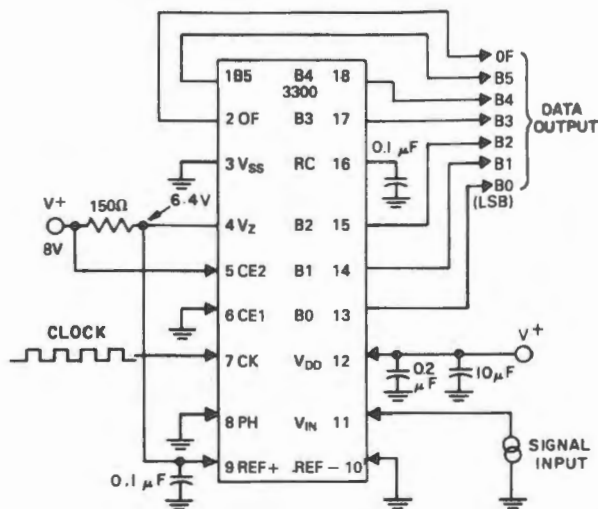 OF
B5
B4
B3
B2
B1
B0
(LSB)
DATA
OUTPUT
1 B5
B4
18
3300
2 OF
B3
17
3 VSS
RC
16
0.1 μF
V+
150Ω
6.4V
8V
4 VZ
B2
15
5 CE2
B1
14
6 CE1
B0
13
CLOCK
7 CK
VDD
12
V+
0.2
μF
10μF
8 PH
VIN
11
SIGNAL
INPUT
9 REF+
.REF - 10
0.1 μF